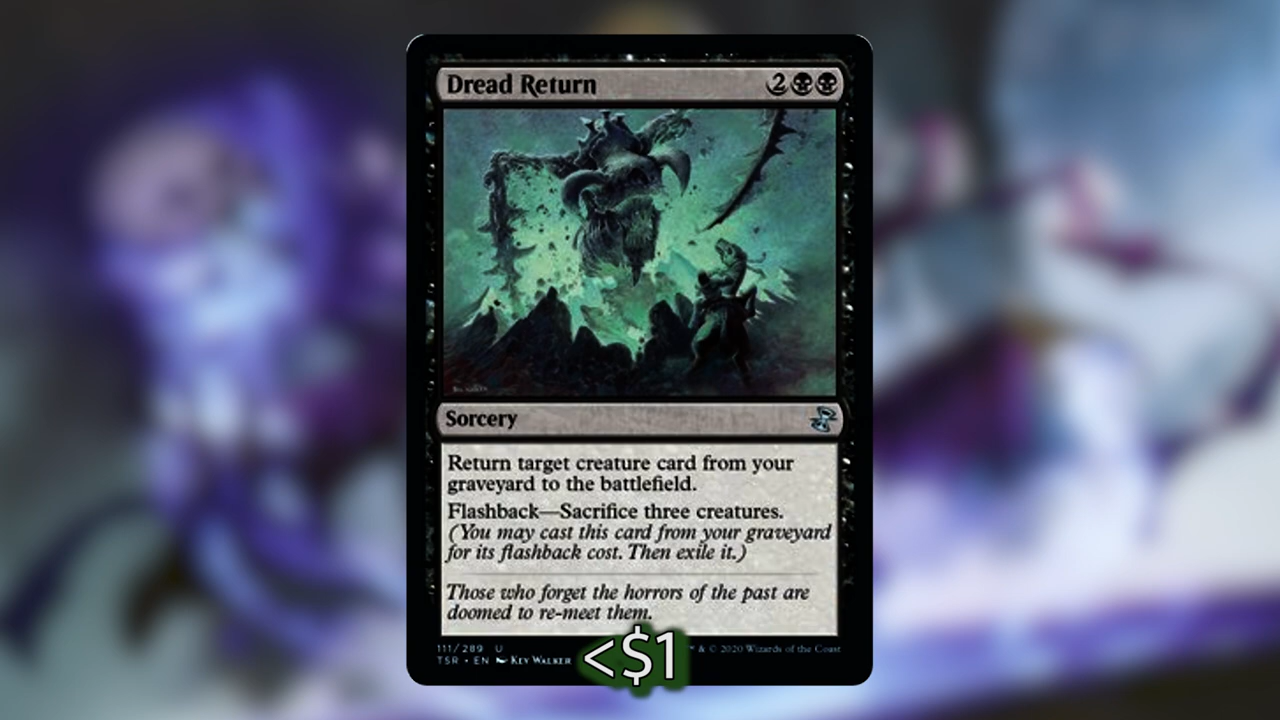 Dread Return 2
Sorcery
Return target creature card from your
graveyard to the battlefield.
Flashback—Sacrifice three creatures.
(You may cast this card from your graveyard
for its flashback cost. Then exile it.)
Those who forget the horrors of the past are
doomed to re-meet them.
111/289 U
TSR • EN Kev Walker <$1 ™ & © 2020 Wizards of the Coast